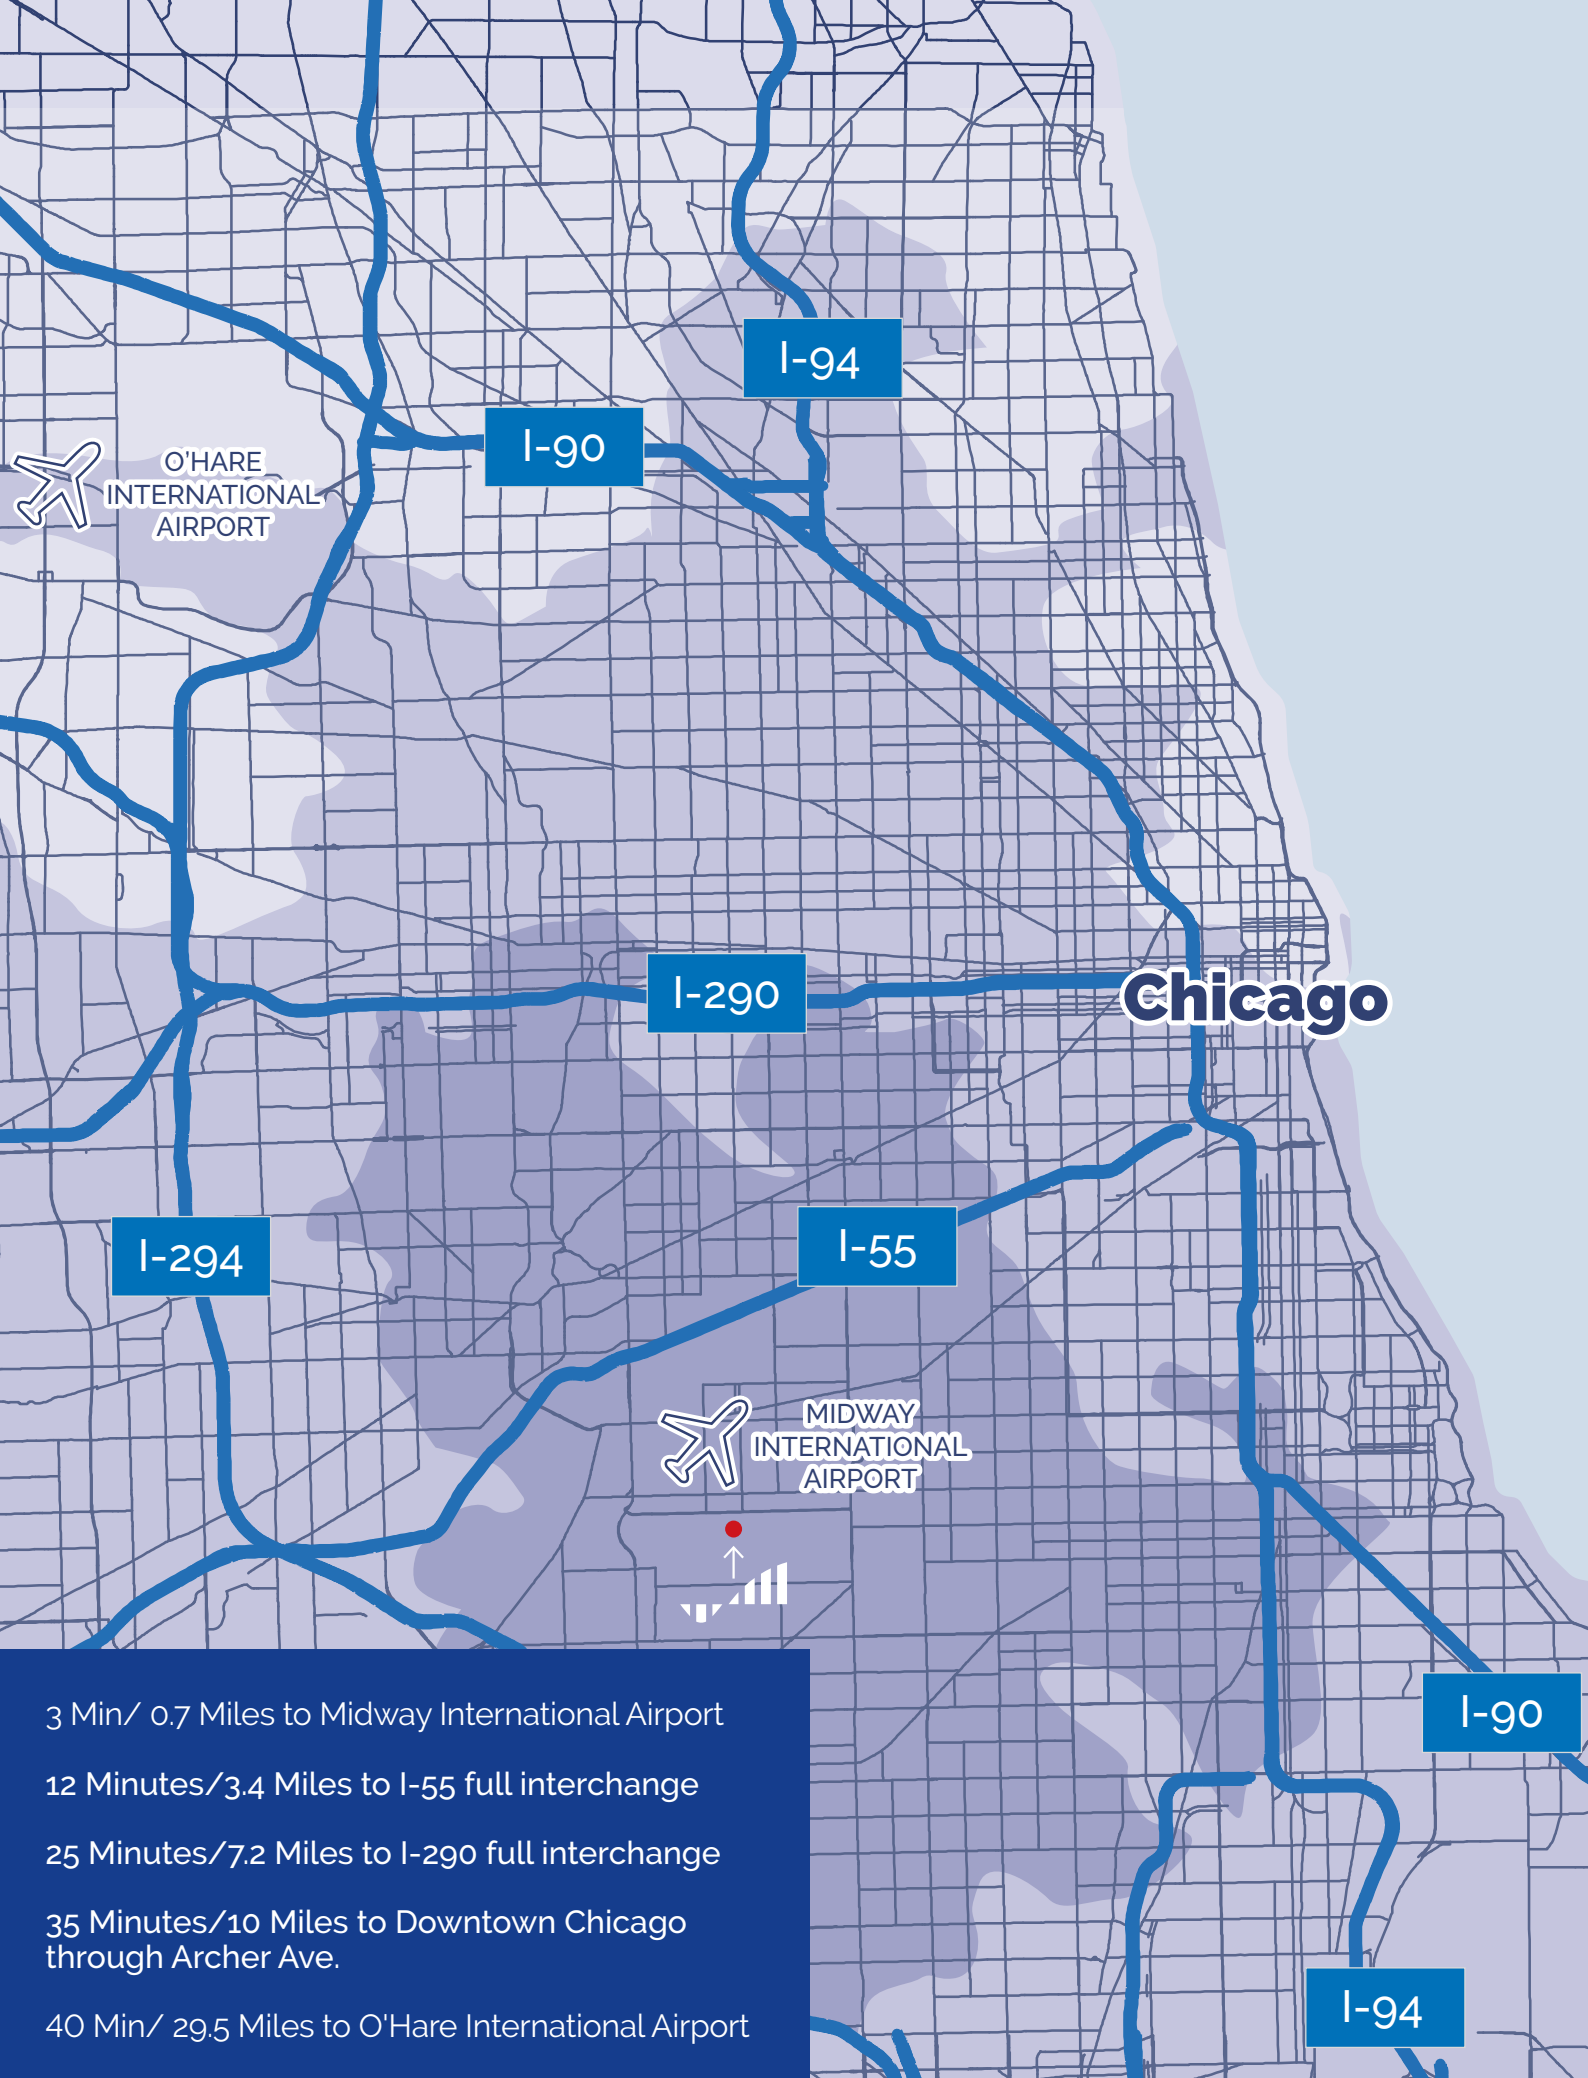 I-94
I-90
O'HARE
INTERNATIONAL
AIRPORT
I-290
Chicago
I-294
I-55
MIDWAY
INTERNATIONAL
AIRPORT
I-90
3 Min/ 0.7 Miles to Midway International Airport
12 Minutes/3.4 Miles to I-55 full interchange
25 Minutes/7.2 Miles to I-290 full interchange
35 Minutes/10 Miles to Downtown Chicago
through Archer Ave.
40 Min/ 29.5 Miles to O'Hare International Airport
I-94